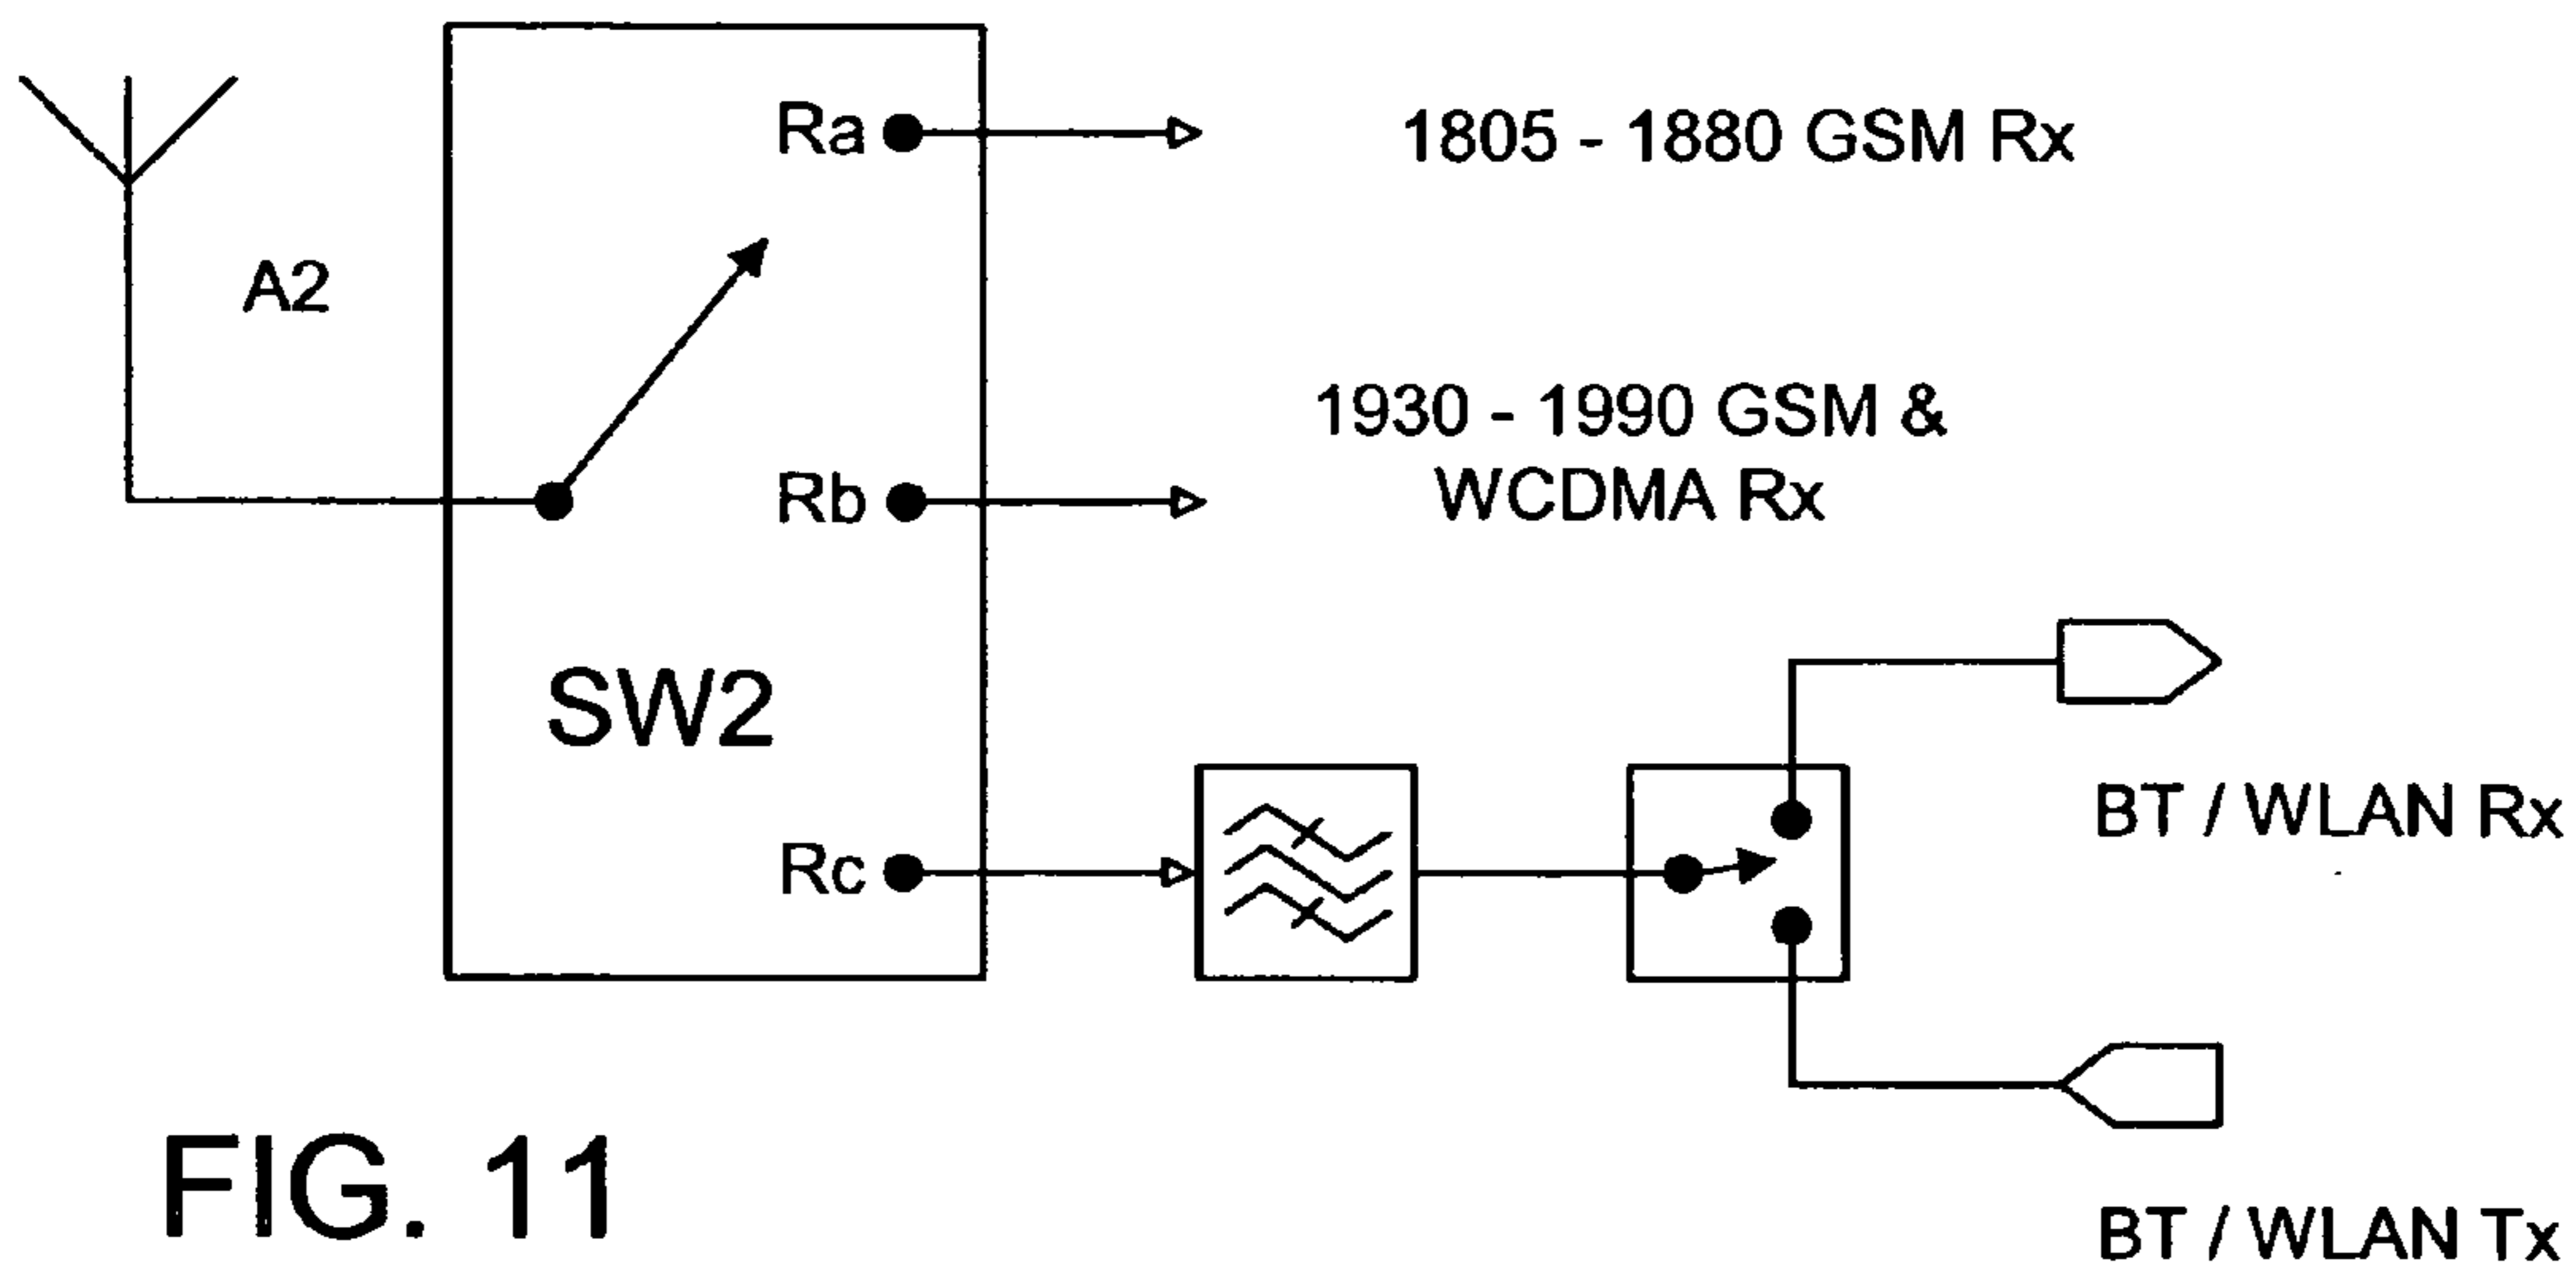 Ra
1805 - 1880 GSM Rx
A2
1930 - 1990 GSM &
WCDMA Rx
Rb
SW2
BT / WLAN Rx
Rc
FIG. 11
BT / WLAN Tx